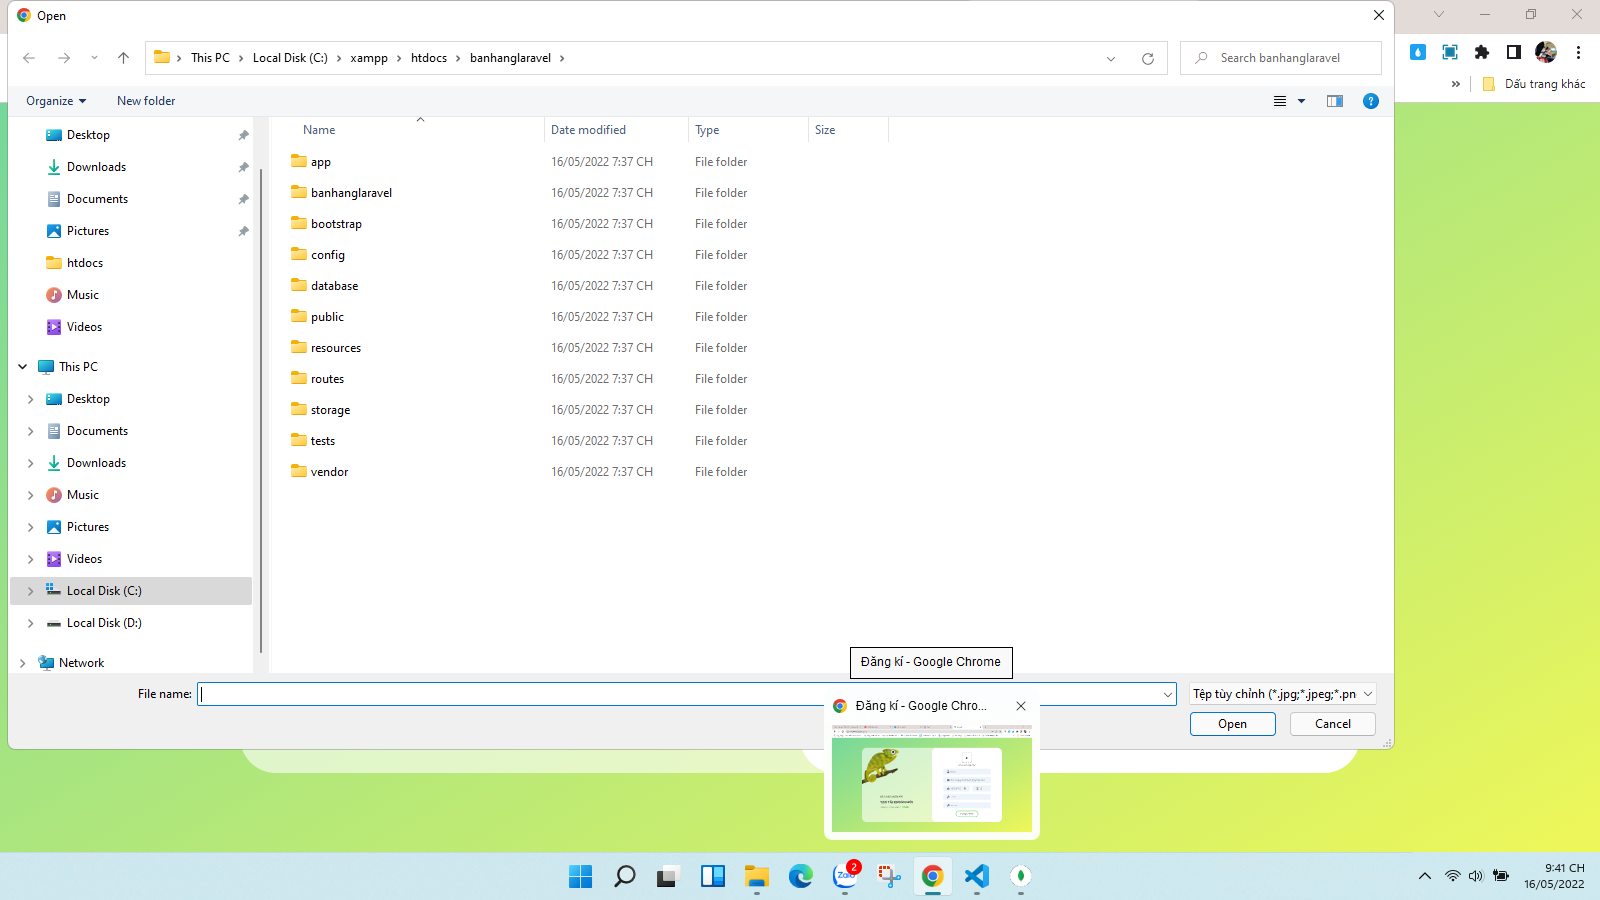 Open
This PC
Local Disk (C:)
xampp
htdocs
banhanglaravel
Search banhanglaravel
Organize
New folder
Dấu trang khác
Name
Date modified
Type
Size
Desktop
Downloads
Documents
Pictures
htdocs
Music
Videos
This PC
Desktop
Documents
Downloads
Music
Pictures
Videos
Local Disk (C:)
Local Disk (D:)
Network
app 16/05/2022 7:37 CH File folder
banhanglaravel 16/05/2022 7:37 CH File folder
bootstrap 16/05/2022 7:37 CH File folder
config 16/05/2022 7:37 CH File folder
database 16/05/2022 7:37 CH File folder
public 16/05/2022 7:37 CH File folder
resources 16/05/2022 7:37 CH File folder
routes 16/05/2022 7:37 CH File folder
storage 16/05/2022 7:37 CH File folder
tests 16/05/2022 7:37 CH File folder
vendor 16/05/2022 7:37 CH File folder
Đăng kí - Google Chrome
File name:
Tệp tùy chỉnh (*.jpg;*.jpeg;*.pn
Đăng kí - Google Chro...
Open
Cancel
Zalo
2
9:41 CH
16/05/2022